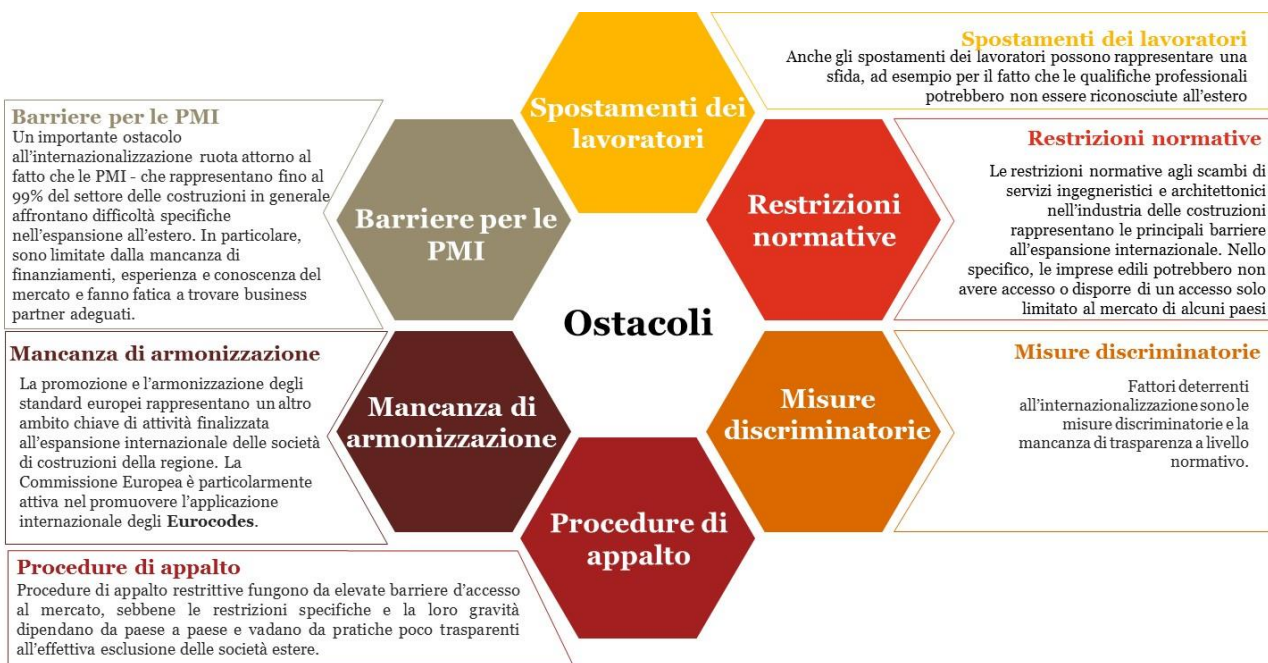 Spostamenti dei lavoratori
Anche gli spostamenti dei lavoratori possono rappresentare una
sfida, ad esempio per il fatto che le qualifiche professionali
potrebbero non essere riconosciute all'estero
Barriere per le PMI
Un importante ostacolo
all'internazionalizzazione ruota attorno al
fatto che le PMI - che rappresentano fino al
99% del settore delle costruzioni in generale
affrontano difficoltà specifiche
nell'espansione all'estero. In particolare,
sono limitate dalla mancanza di
finanziamenti, esperienza e conoscenza del
mercato e fanno fatica a trovare business
partner adeguati.
Spostamenti dei
lavoratori
Restrizioni normative
Le restrizioni normative agli scambi di
servizi ingegneristici e architettonici
nell'industria delle costruzioni
rappresentano le principali barriere
all'espansione internazionale. Nello
specifico, le imprese edili potrebbero non
avere accesso o disporre di un accesso solo
limitato al mercato di alcuni paesi
Barriere per le
PMI
Restrizioni
normative
Ostacoli
Mancanza di armonizzazione
La promozione e l'armonizzazione degli
standard europei rappresentano un altro
ambito chiave di attività finalizzata
all'espansione internazionale delle società
di costruzioni della regione. La
Commissione Europea è particolarmente
attiva nel promuovere l'applicazione
internazionale degli Eurocodes.
Mancanza di
armonizzazione
Misure
discriminatorie
Misure discriminatorie
Fattori deterrenti
all'internazionalizzazione sono le
misure discriminatorie e la
mancanza di trasparenza a livello
normativo.
Procedure di
appalto
Procedure di appalto
Procedure di appalto restrittive fungono da elevate barriere d'accesso
al mercato, sebbene le restrizioni specifiche e la loro gravità
dipendano da paese a paese e vadano da pratiche poco trasparenti
all'effettiva esclusione delle società estere.